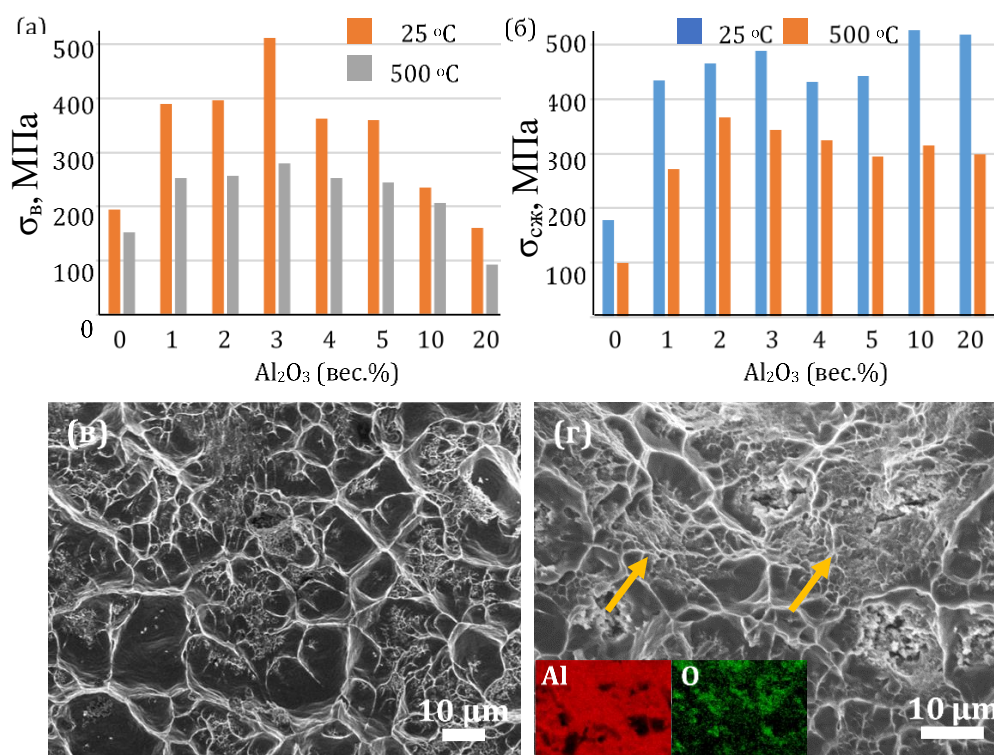 (а)
25 °C
500 °C
500
400
300
200
100
0
σв, МПа
0 1 2 3 4 5 10 20
Al₂O₃ (вес.%)
(б)
25 °C 500 °C
500
400
300
200
100
σсж, МПа
0 1 2 3 4 5 10 20
Al₂O₃ (вес.%)
(в)
10 µm
(г)
Al
O
10 µm